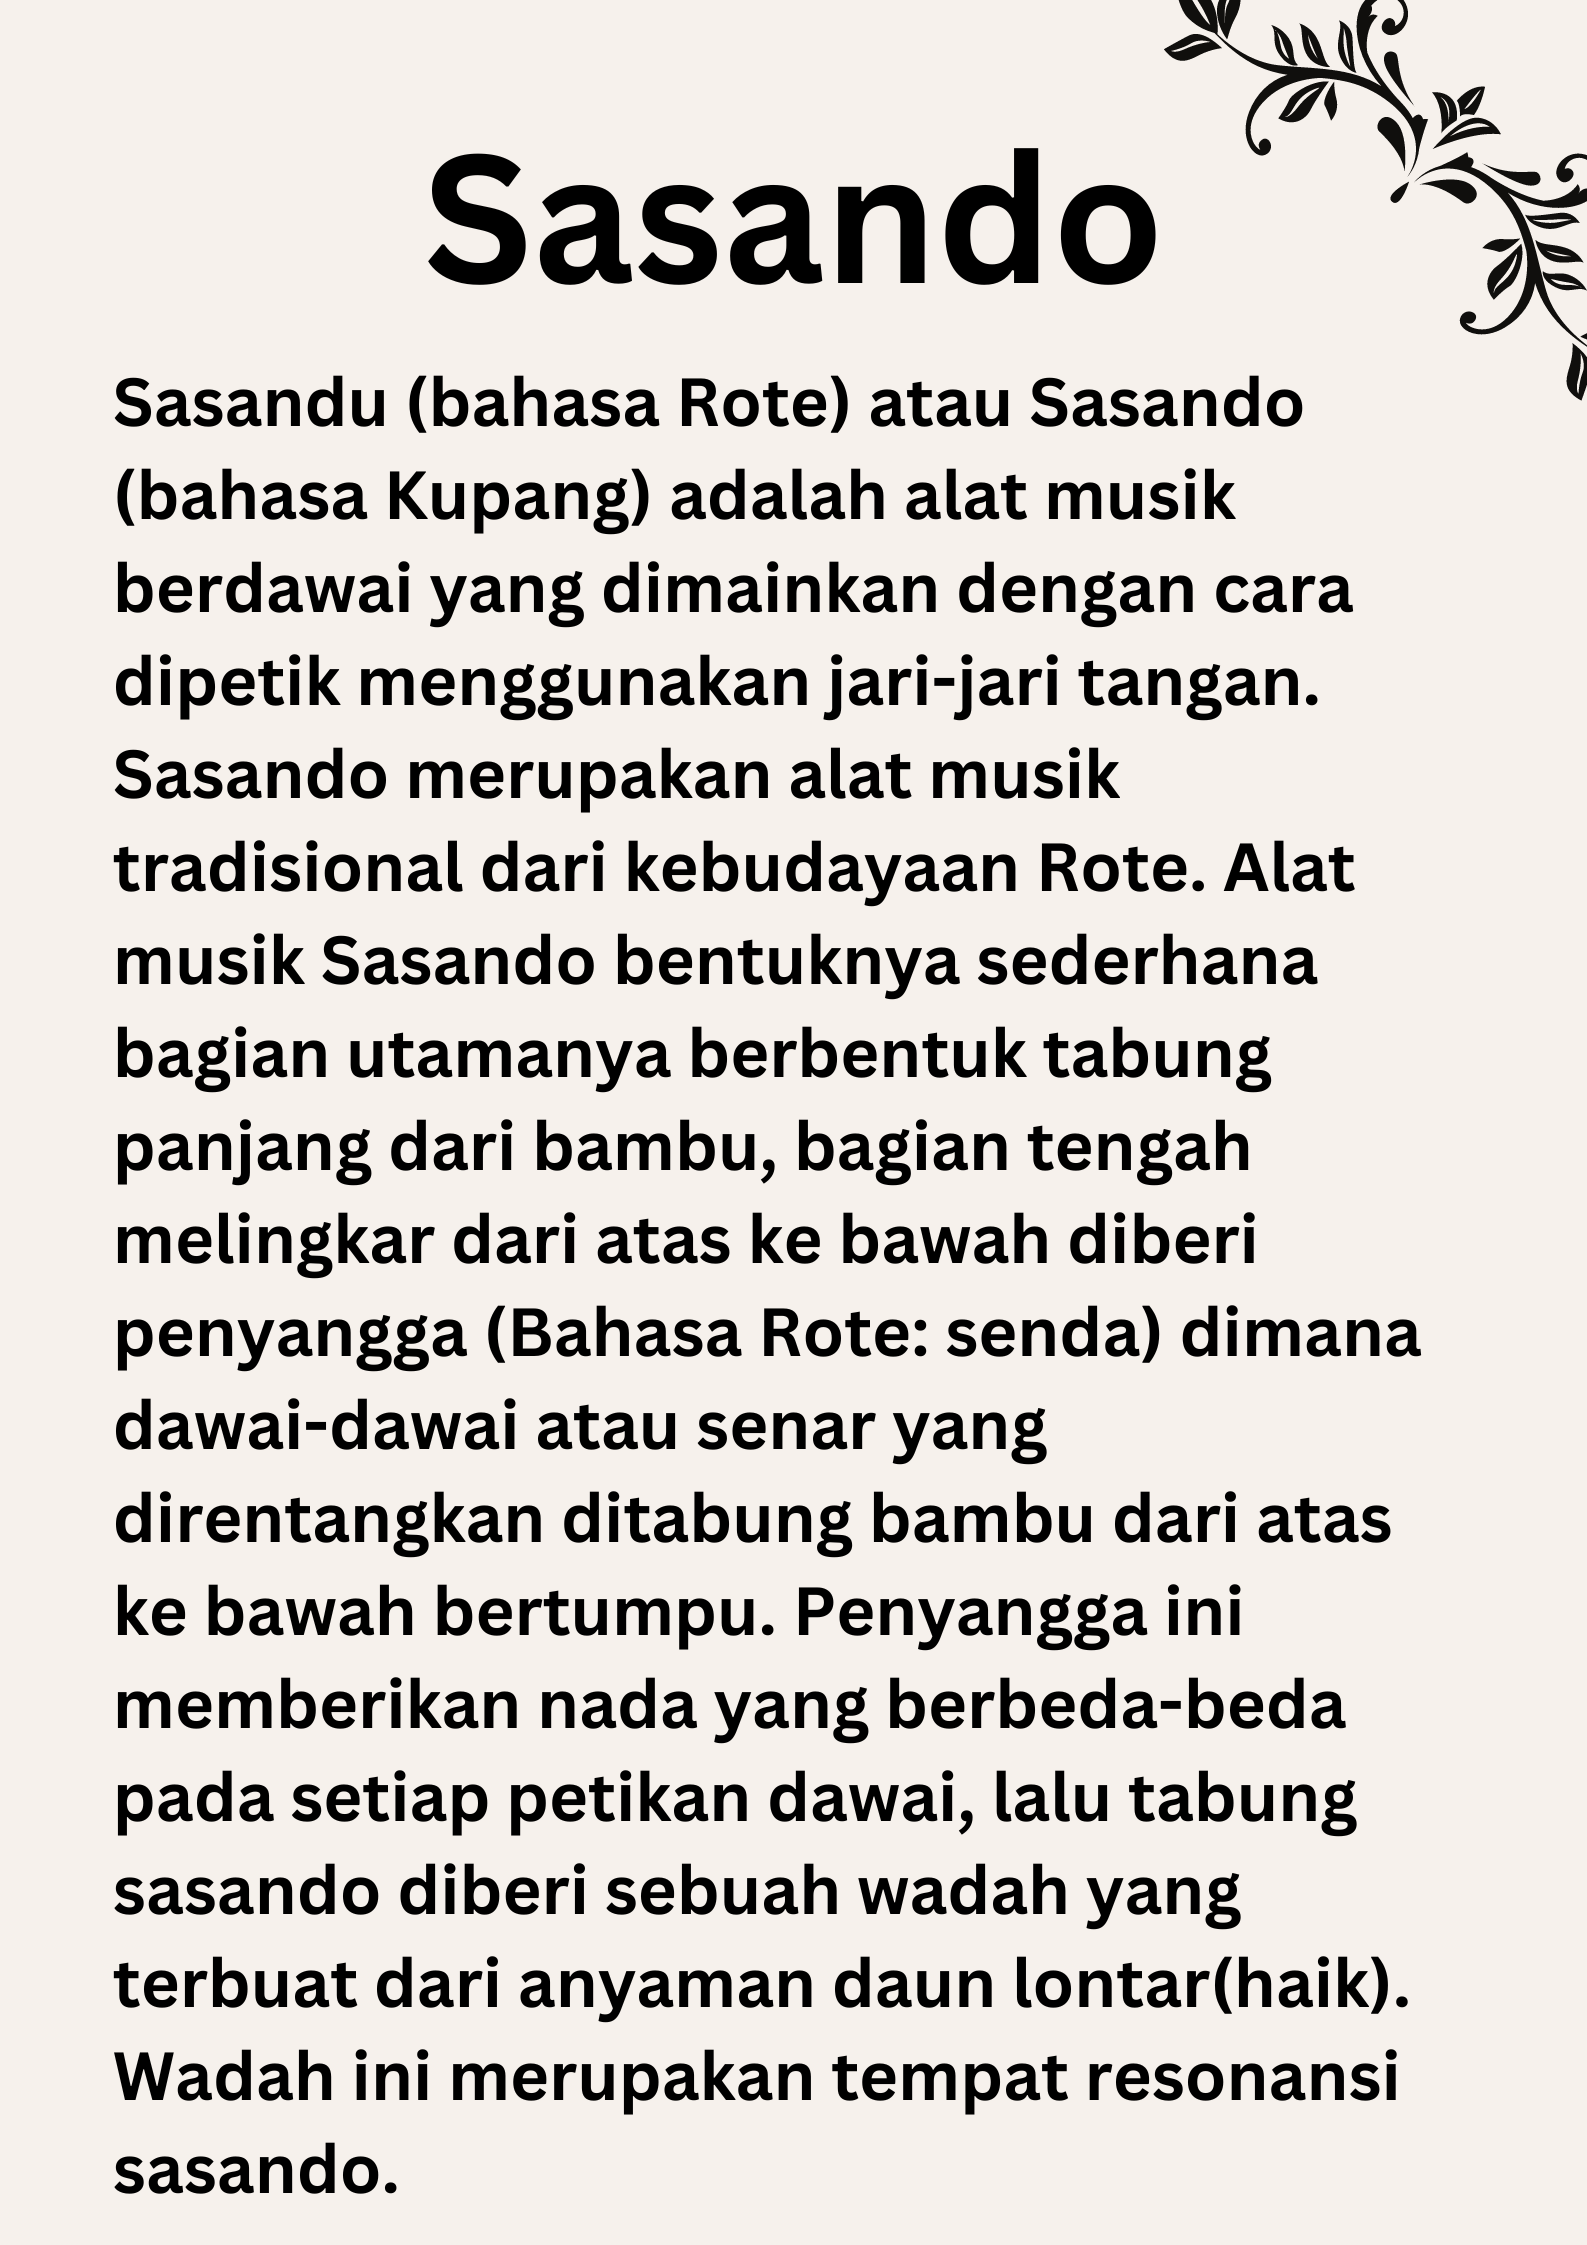 Sasando
Sasandu (bahasa Rote) atau Sasando
(bahasa Kupang) adalah alat musik
berdawai yang dimainkan dengan cara
dipetik menggunakan jari-jari tangan.
Sasando merupakan alat musik
tradisional dari kebudayaan Rote. Alat
musik Sasando bentuknya sederhana
bagian utamanya berbentuk tabung
panjang dari bambu, bagian tengah
melingkar dari atas ke bawah diberi
penyangga (Bahasa Rote: senda) dimana
dawai-dawai atau senar yang
direntangkan ditabung bambu dari atas
ke bawah bertumpu. Penyangga ini
memberikan nada yang berbeda-beda
pada setiap petikan dawai, lalu tabung
sasando diberi sebuah wadah yang
terbuat dari anyaman daun lontar(haik).
Wadah ini merupakan tempat resonansi
sasando.